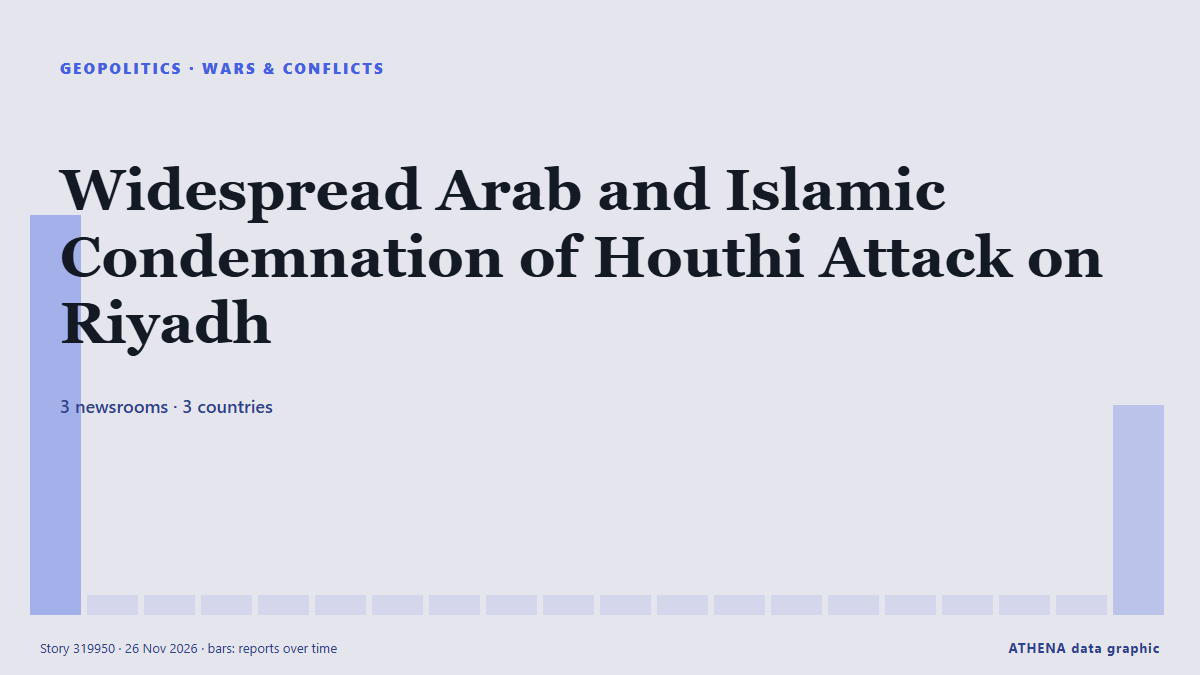 GEOPOLITICS · WARS & CONFLICTS
Widespread Arab and Islamic
Condemnation of Houthi Attack on
Riyadh
3 newsrooms · 3 countries
Story 319950 · 26 Nov 2026 · bars: reports over time
ATHENA data graphic